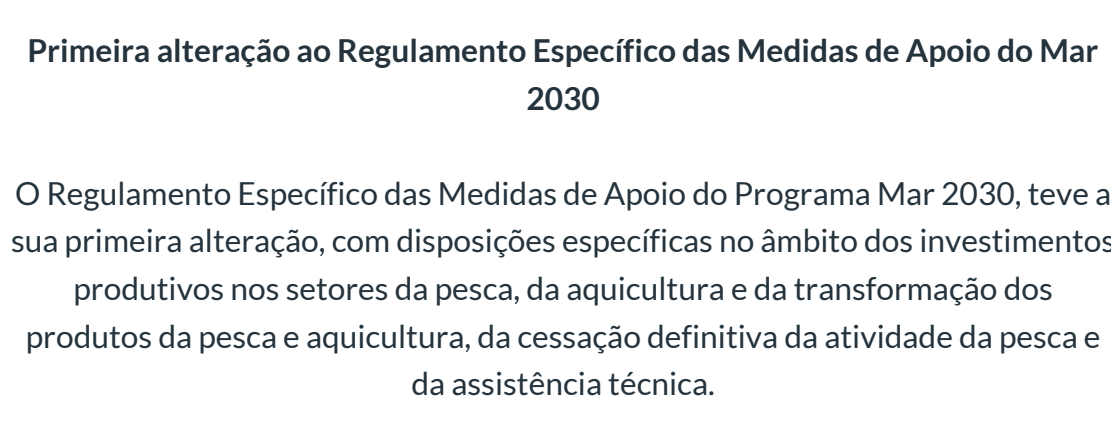 Primeira alteração ao Regulamento Específico das Medidas de Apoio do Mar
2030
O Regulamento Específico das Medidas de Apoio do Programa Mar 2030, teve a
sua primeira alteração, com disposições específicas no âmbito dos investimentos
produtivos nos setores da pesca, da aquicultura e da transformação dos
produtos da pesca e aquicultura, da cessação definitiva da atividade da pesca e
da assistência técnica.